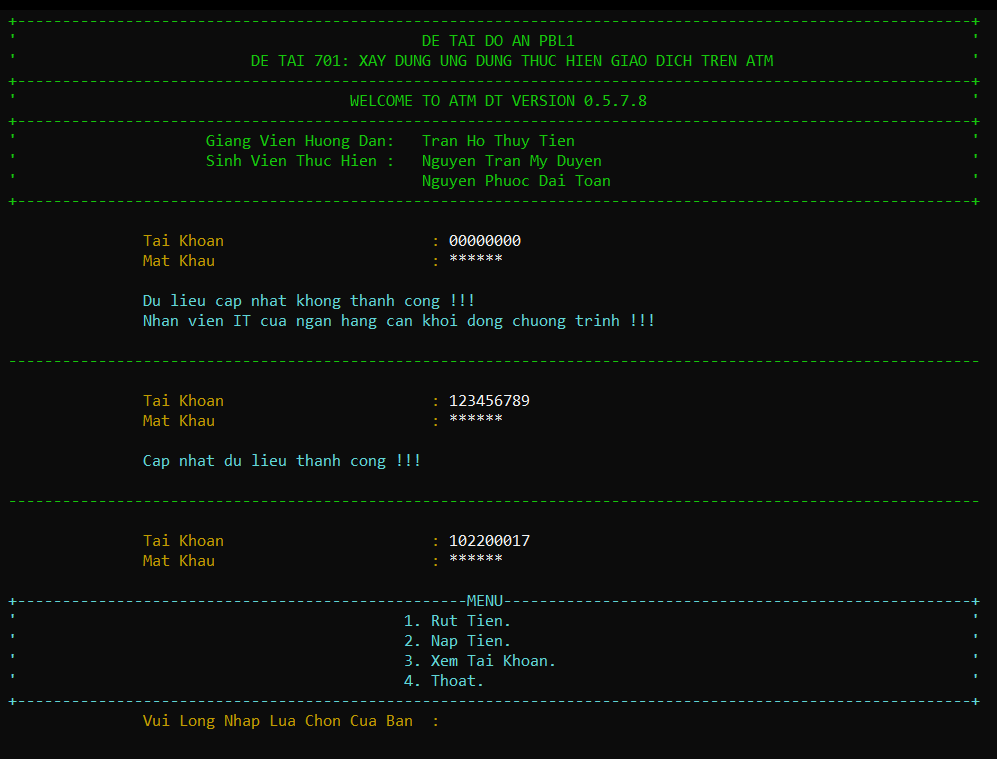 DE TAI DO AN PBL1
DE TAI 701: XAY DUNG UNG DUNG THUC HIEN GIAO DICH TREN ATM
WELCOME TO ATM DT VERSION 0.5.7.8
Giang Vien Huong Dan: Tran Ho Thuy Tien
Sinh Vien Thuc Hien : Nguyen Tran My Duyen
Nguyen Phuoc Dai Toan
Tai Khoan : 00000000
Mat Khau : ******
Du lieu cap nhat khong thanh cong !!!
Nhan vien IT cua ngan hang can khoi dong chuong trinh !!!
Tai Khoan : 123456789
Mat Khau : ******
Cap nhat du lieu thanh cong !!!
Tai Khoan : 102200017
Mat Khau : ******
MENU
1. Rut Tien.
2. Nap Tien.
3. Xem Tai Khoan.
4. Thoat.
Vui Long Nhap Lua Chon Cua Ban :